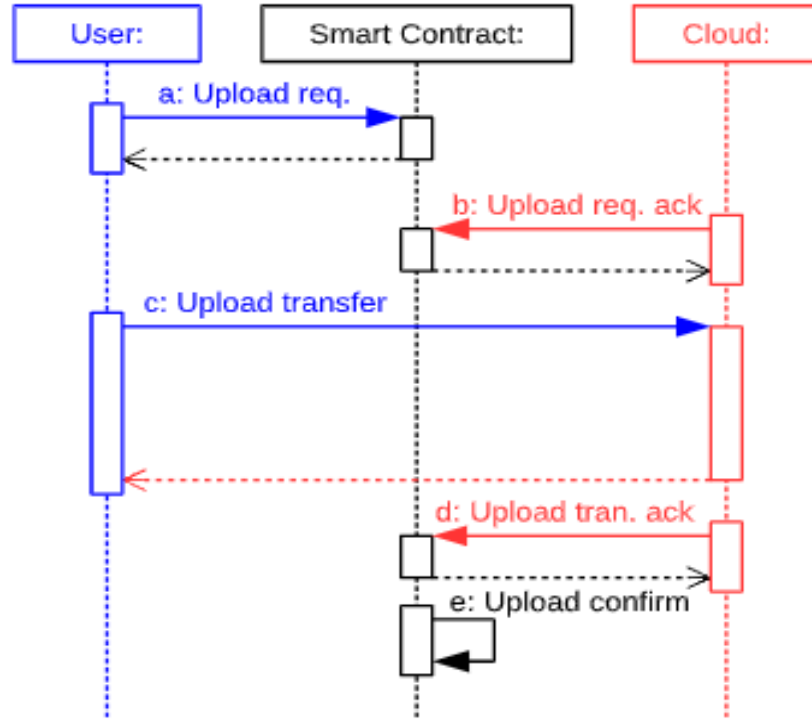 User:
Smart Contract:
Cloud:
a: Upload req.
b: Upload req. ack
c: Upload transfer
d: Upload tran. ack
e: Upload confirm